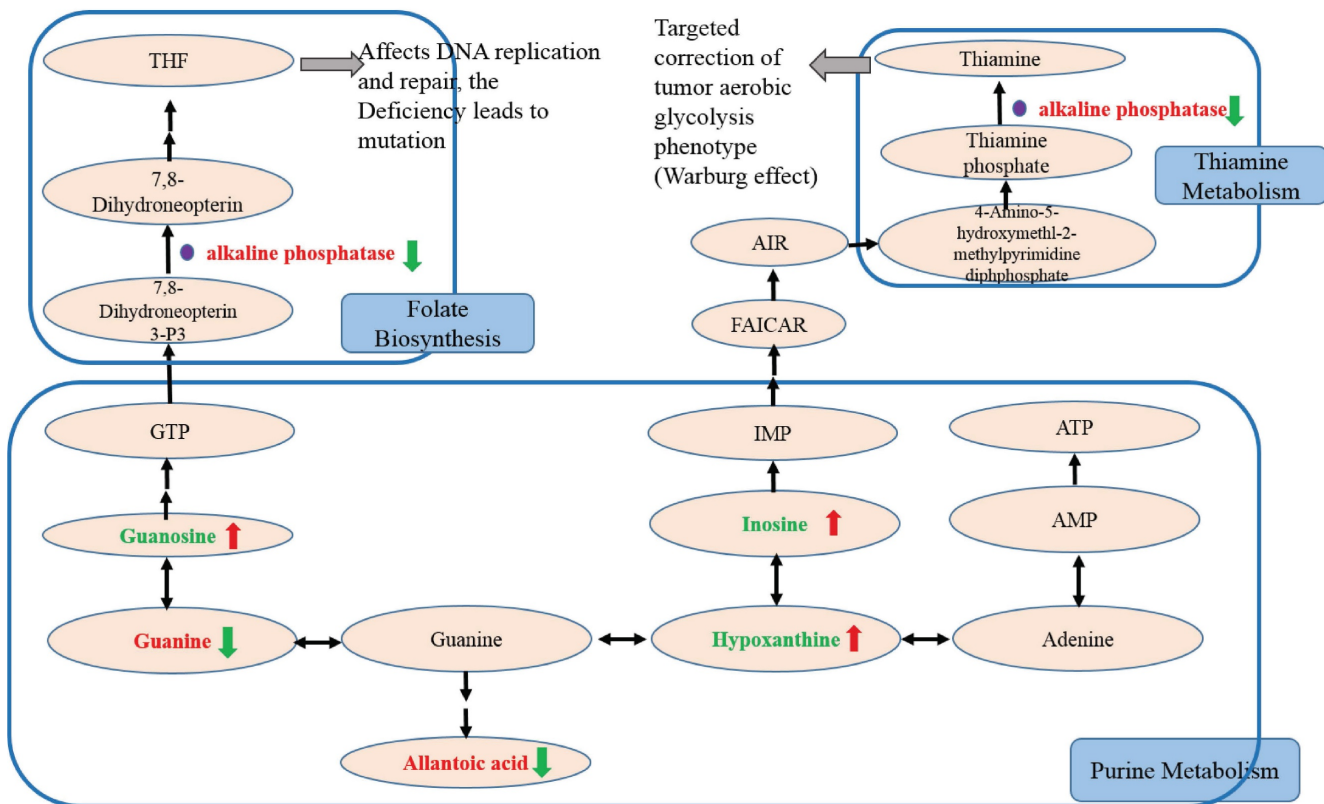 THF
Affects DNA replication
and repair, the
Deficiency leads to
mutation
7,8-
Dihydroneopterin
alkaline phosphatase
7,8-
Dihydroneopterin
3-P3
Folate
Biosynthesis
Targeted
correction of
tumor aerobic
glycolysis
phenotype
(Warburg effect)
Thiamine
alkaline phosphatase
Thiamine
phosphate
Thiamine
Metabolism
4-Amino-5-
hydroxymethl-2-
methylpyrimidine
diphphosphate
AIR
FAICAR
GTP
IMP
ATP
Guanosine
Inosine
AMP
Guanine
Guanine
Hypoxanthine
Adenine
Allantoic acid
Purine Metabolism